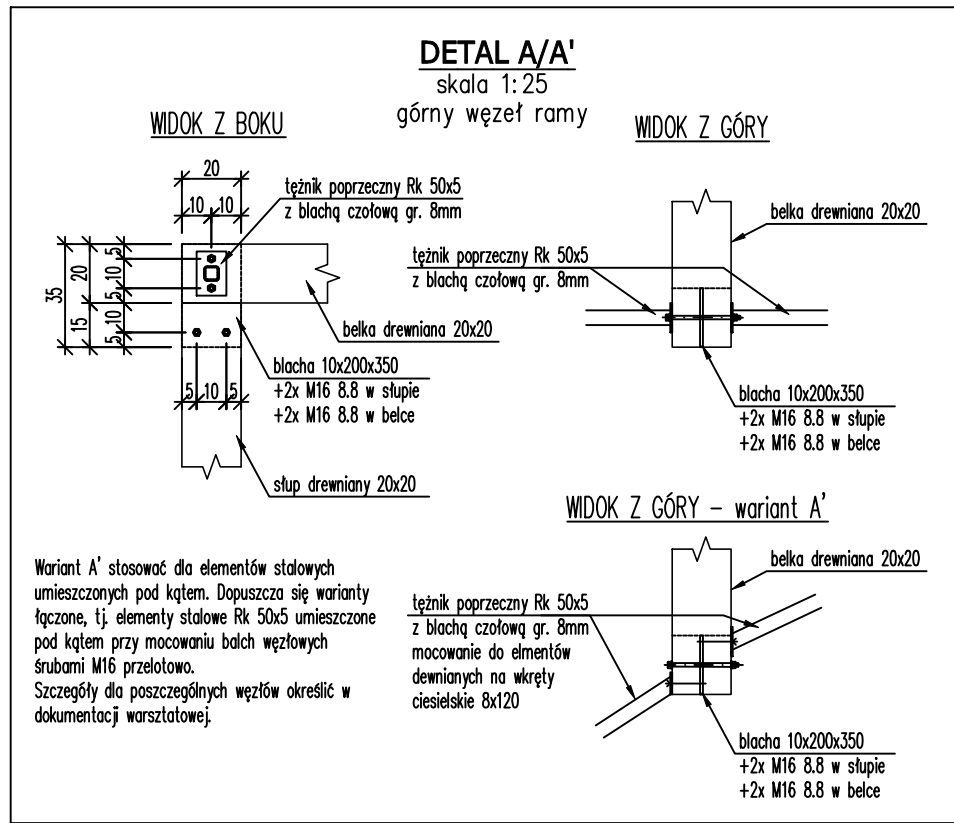 DETAL A/A'
skala 1:25
górny węzeł ramy
WIDOK Z BOKU
20
10
10
tężnik poprzeczny Rk 50x5
z blachą czołową gr. 8mm
35
20
15
5
10
5
10
5
belka drewniana 20x20
blacha 10x200x350
+2x M16 8.8 w słupie
+2x M16 8.8 w belce
5
10
5
słup drewniany 20x20
WIDOK Z GÓRY
belka drewniana 20x20
tężnik poprzeczny Rk 50x5
z blachą czołową gr. 8mm
blacha 10x200x350
+2x M16 8.8 w słupie
+2x M16 8.8 w belce
WIDOK Z GÓRY – wariant A'
belka drewniana 20x20
tężnik poprzeczny Rk 50x5
z blachą czołową gr. 8mm
mocowanie do elmentów
dewnianych na wkręty
ciesielskie 8x120
blacha 10x200x350
+2x M16 8.8 w słupie
+2x M16 8.8 w belce
Wariant A' stosować dla elementów stalowych
umieszczonych pod kątem. Dopuszcza się warianty
łączone, tj. elementy stalowe Rk 50x5 umieszczone
pod kątem przy mocowaniu balch węzłowych
śrubami M16 przelotowo.
Szczegóły dla poszczególnych węzłów określić w
dokumentacji warsztatowej.